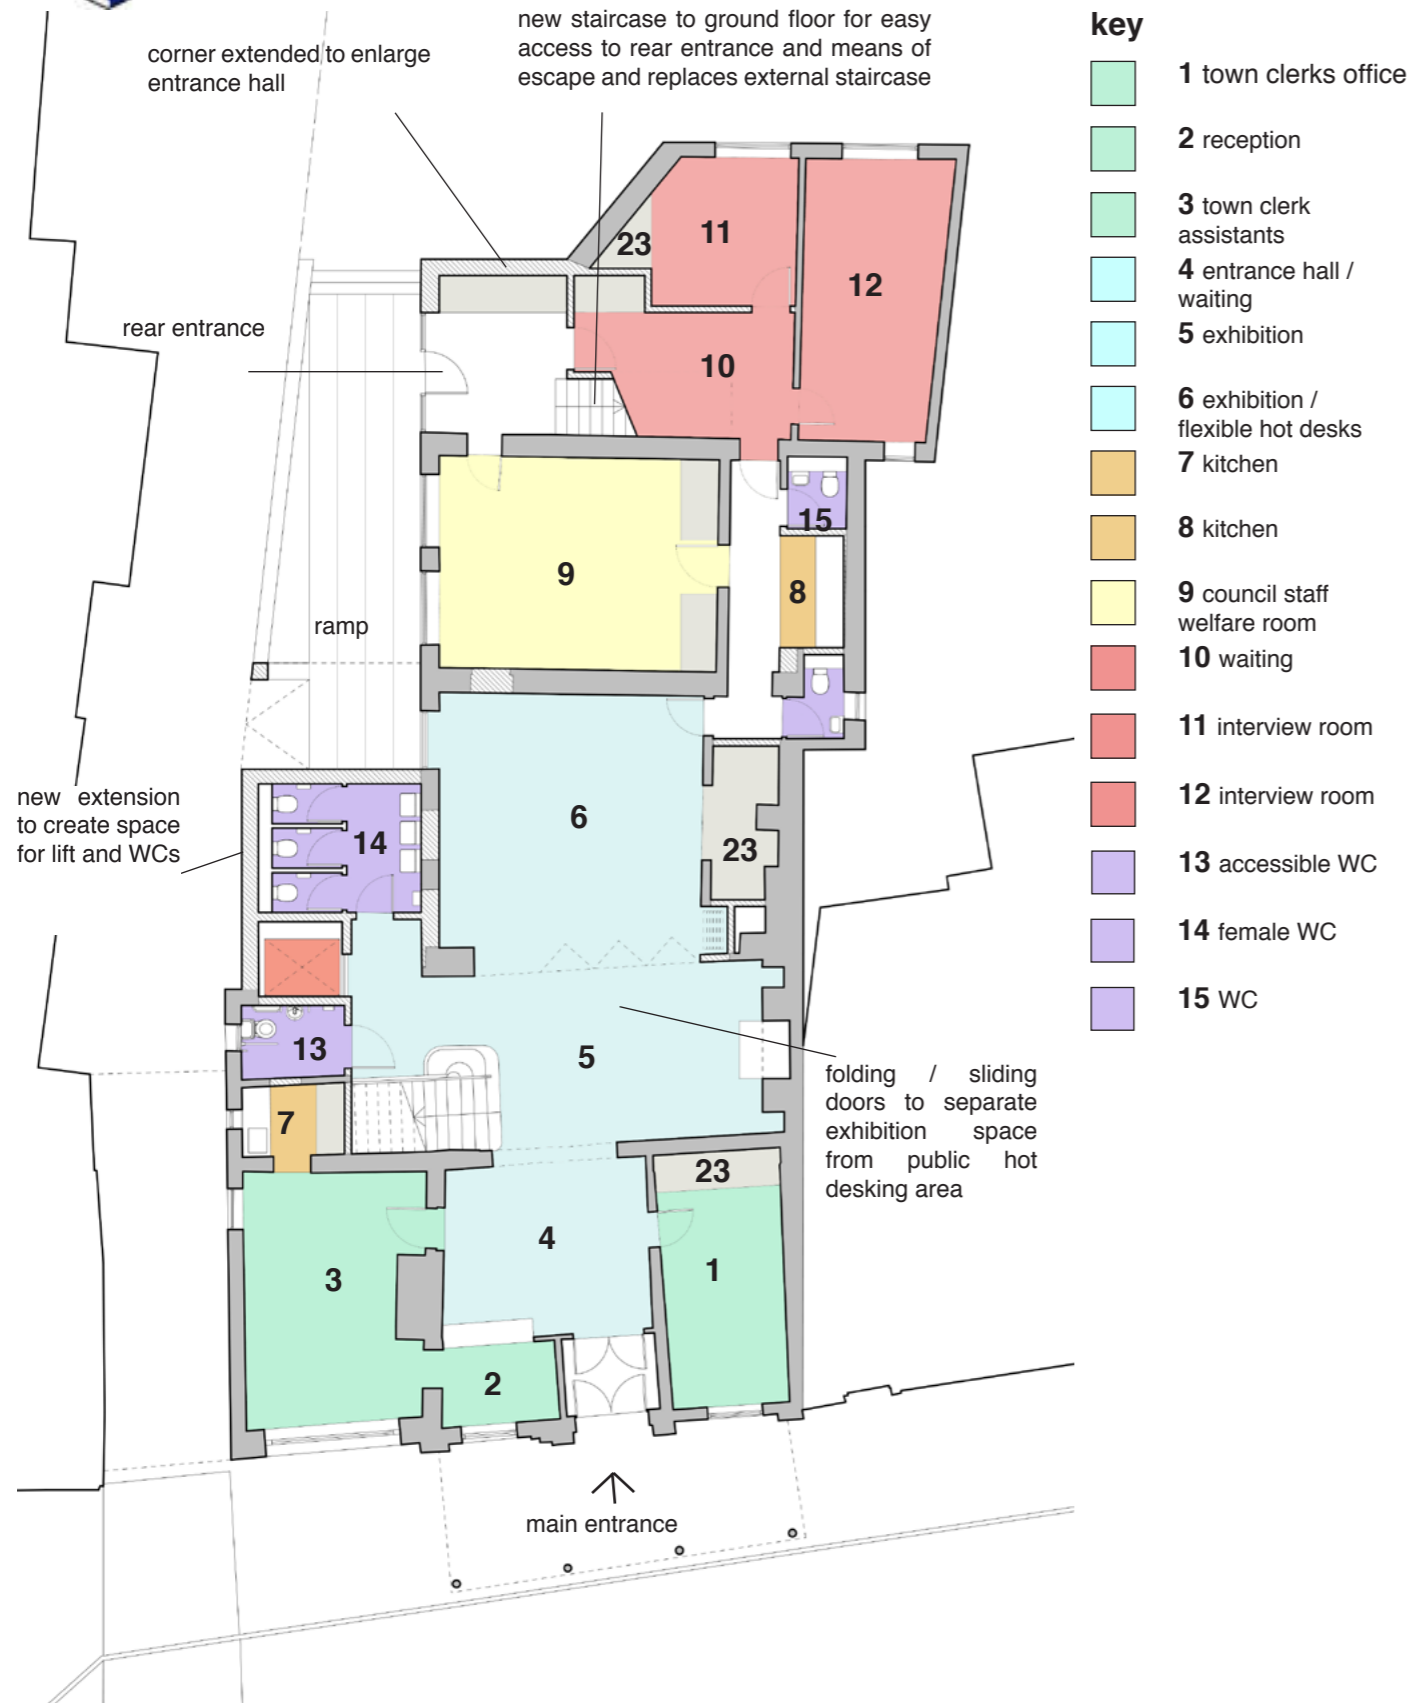 new staircase to ground floor for easy
access to rear entrance and means of
escape and replaces external staircase
corner extended to enlarge
entrance hall
rear entrance
ramp
new extension
to create space
for lift and WCs
folding / sliding
doors to separate
exhibition space
from public hot
desking area
main entrance
23
11
12
10
15
9
8
6
14
23
13
5
7
23
4
3
1
2
key
1 town clerks office
2 reception
3 town clerk
assistants
4 entrance hall /
waiting
5 exhibition
6 exhibition /
flexible hot desks
7 kitchen
8 kitchen
9 council staff
welfare room
10 waiting
11 interview room
12 interview room
13 accessible WC
14 female WC
15 WC